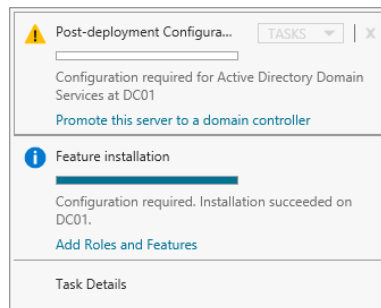 Post-deployment Configura...
TASKS
X
Configuration required for Active Directory Domain
Services at DC01
Promote this server to a domain controller
Feature installation
Configuration required. Installation succeeded on
DC01.
Add Roles and Features
Task Details